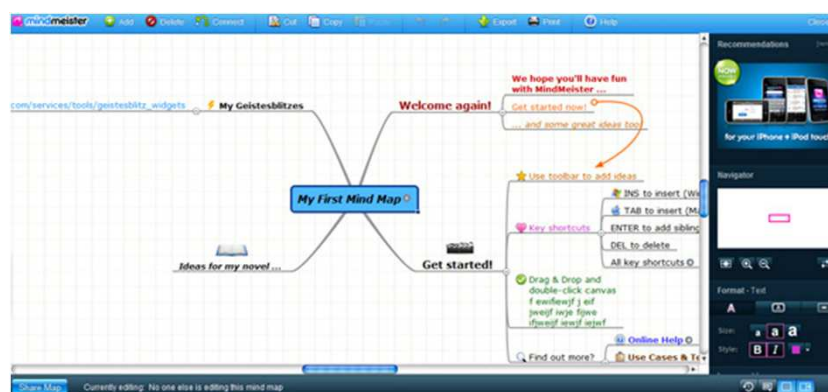 mindmeister Add Delete Connect Cut Copy Paste Export Print Help Close
Recommendations
NOW
for your iPhone + iPod touch
com/services/tools/geistesblitz_widgets
My Geistesblitzes
Welcome again!
We hope you'll have fun
with MindMeister ...
Get started now!
... and some great ideas too
My First Mind Map
Ideas for my novel ...
Get started!
Use toolbar to add ideas
Key shortcuts
INS to insert (Wi
TAB to insert (Ma
ENTER to add sibling
DEL to delete
All key shortcuts
Drag & Drop and
double-click canvas
f ewifiewjf j eif
jweijf iwje fijwe
ifjweijf iewjf iejwf
Find out more?
Online Help
Use Cases & Te
Navigator
Format - Text
A
Size: a a a
Style: B I
Share Map Currently editing: No one else is editing this mind map